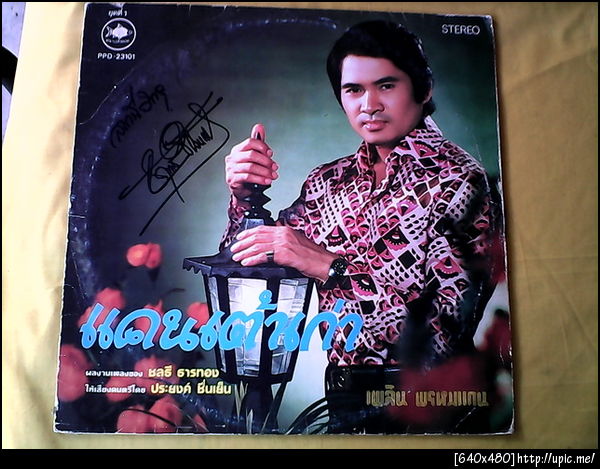 ชุดที่ 1
PPD-23101
STEREO
แคนเต้นก่า
ผลงานเพลงของ ชลธี ธารทอง
ให้เสียงดนตรีโดย ประยงค์ ชื่นเย็น
เพลิน พรหมแดน
[640x480]http://upic.me/